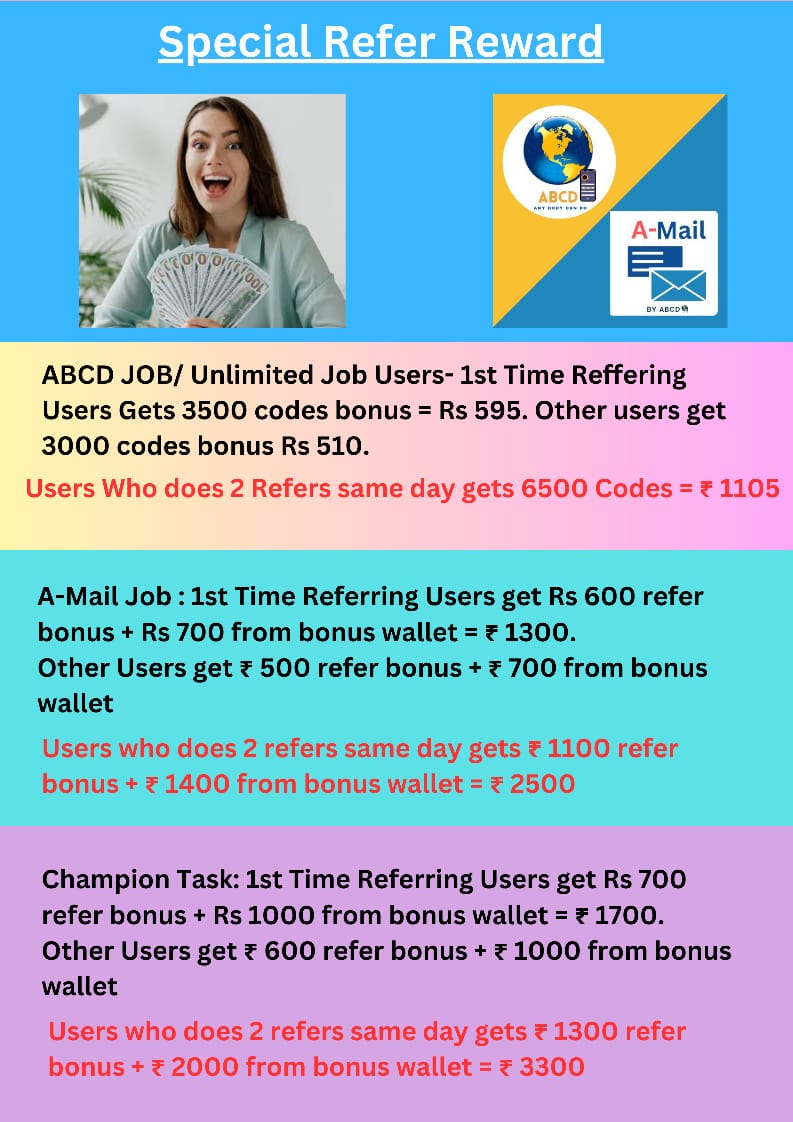 Special Refer Reward
ABCD
ANY BODY CAN DO
A-Mail
BY ABCD
ABCD JOB/ Unlimited Job Users- 1st Time Reffering
Users Gets 3500 codes bonus = Rs 595. Other users get
3000 codes bonus Rs 510.
Users Who does 2 Refers same day gets 6500 Codes = ₹ 1105
A-Mail Job : 1st Time Referring Users get Rs 600 refer
bonus + Rs 700 from bonus wallet = ₹ 1300.
Other Users get ₹ 500 refer bonus + ₹ 700 from bonus
wallet
Users who does 2 refers same day gets ₹ 1100 refer
bonus + ₹ 1400 from bonus wallet = ₹ 2500
Champion Task: 1st Time Referring Users get Rs 700
refer bonus + Rs 1000 from bonus wallet = ₹ 1700.
Other Users get ₹ 600 refer bonus + ₹ 1000 from bonus
wallet
Users who does 2 refers same day gets ₹ 1300 refer
bonus + ₹ 2000 from bonus wallet = ₹ 3300